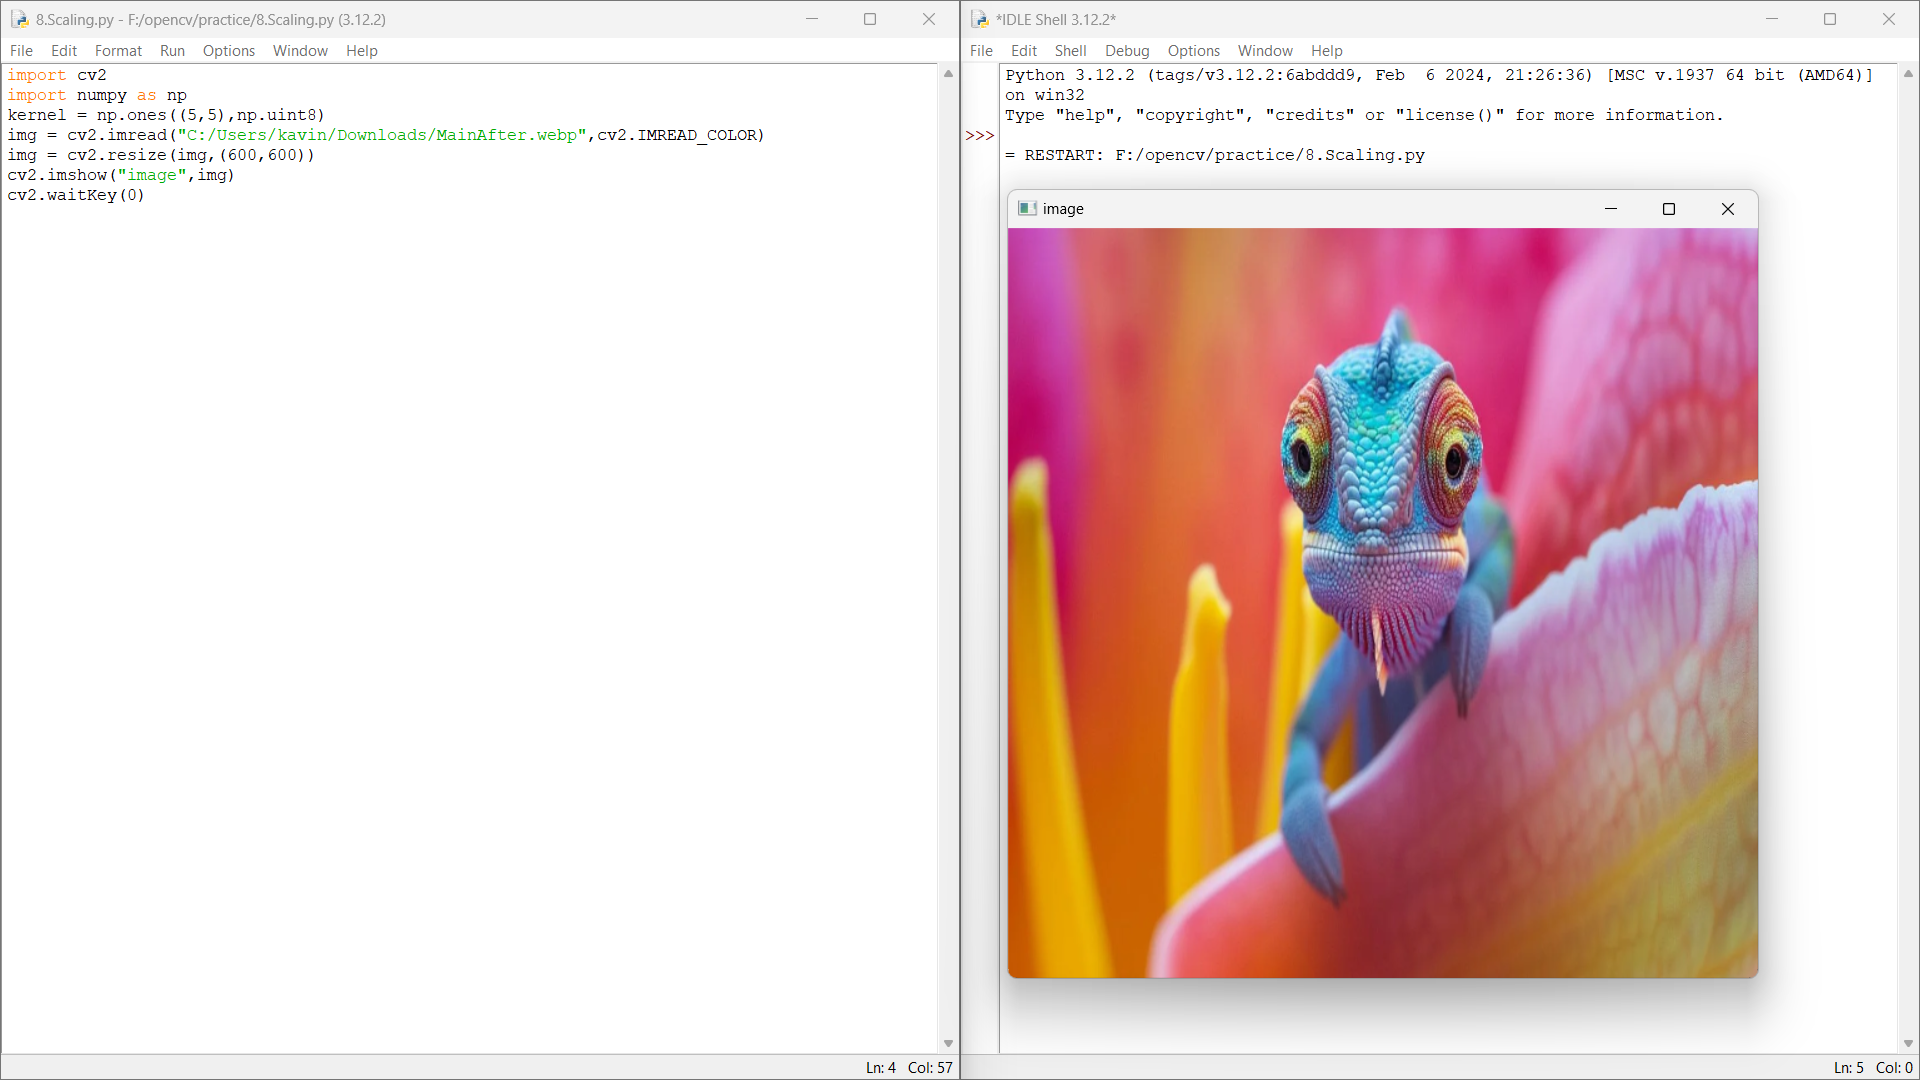 8.Scaling.py - F:/opencv/practice/8.Scaling.py (3.12.2)
File Edit Format Run Options Window Help
import cv2
import numpy as np
kernel = np.ones((5,5),np.uint8)
img = cv2.imread("C:/Users/kavin/Downloads/MainAfter.webp",cv2.IMREAD_COLOR)
img = cv2.resize(img,(600,600))
cv2.imshow("image",img)
cv2.waitKey(0)
Ln: 4 Col: 57
*IDLE Shell 3.12.2*
File Edit Shell Debug Options Window Help
Python 3.12.2 (tags/v3.12.2:6abddd9, Feb  6 2024, 21:26:36) [MSC v.1937 64 bit (AMD64)]
on win32
Type "help", "copyright", "credits" or "license()" for more information.
>>>
= RESTART: F:/opencv/practice/8.Scaling.py
image
Ln: 5 Col: 0